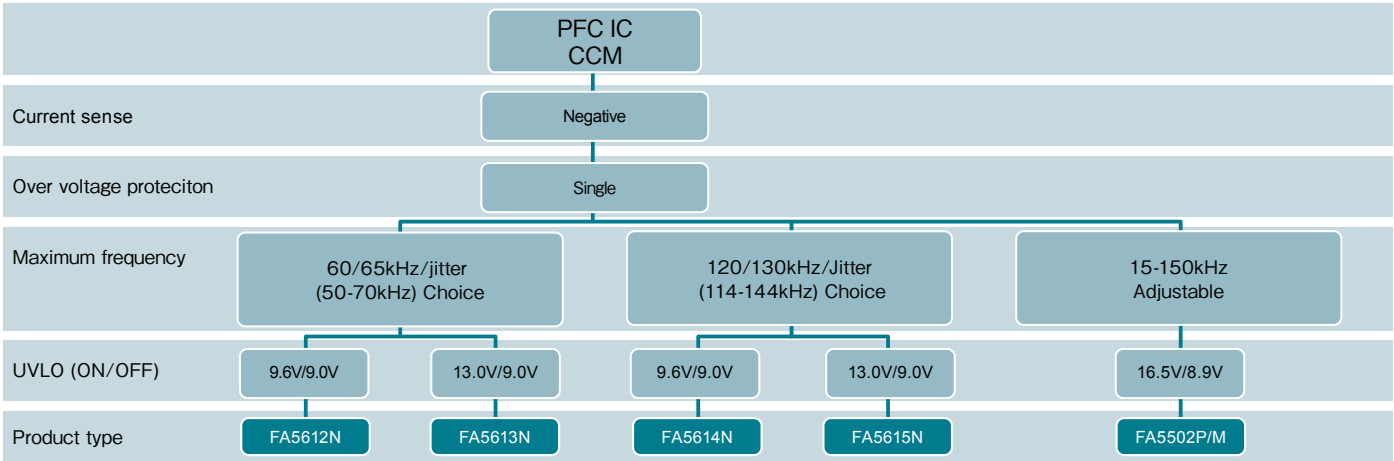 PFC IC
CCM
Current sense
Negative
Over voltage proteciton
Single
Maximum frequency
60/65kHz/jitter
(50-70kHz) Choice
120/130kHz/Jitter
(114-144kHz) Choice
15-150kHz
Adjustable
UVLO (ON/OFF)
9.6V/9.0V
13.0V/9.0V
9.6V/9.0V
13.0V/9.0V
16.5V/8.9V
Product type
FA5612N
FA5613N
FA5614N
FA5615N
FA5502P/M